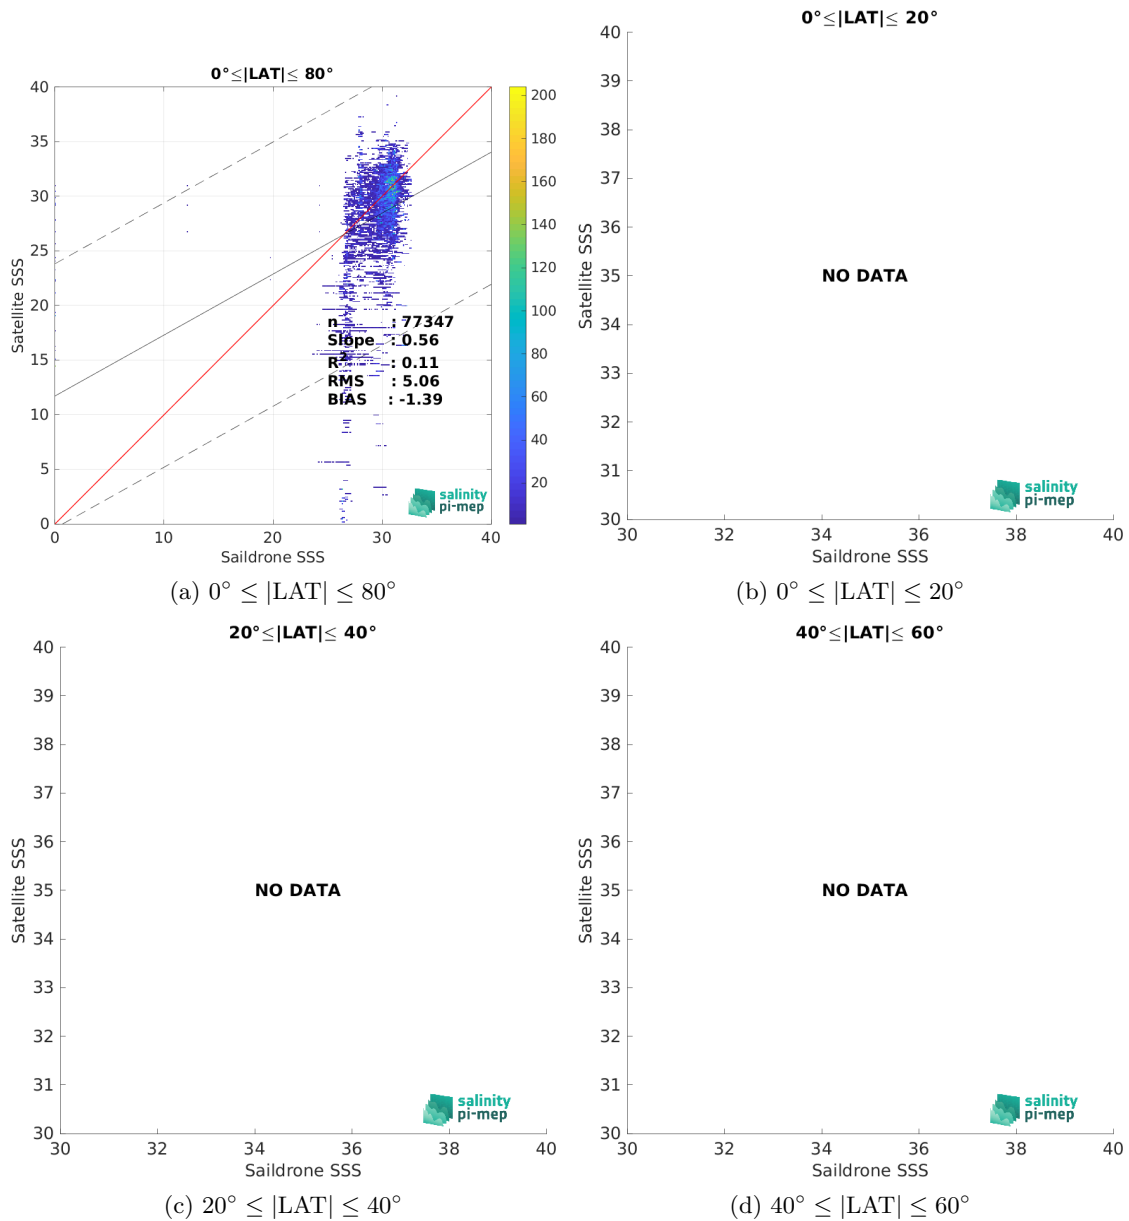 0°≤|LAT|≤ 80°
40
35
30
25
20
15
10
5
0
0
10
20
30
40
Satellite SSS
Saildrone SSS
n : 77347
Slope : 0.56
R² : 0.11
RMS : 5.06
BIAS : -1.39
200
180
160
140
120
100
80
60
40
20
salinity
pi-mep
(a) 0° ≤ |LAT| ≤ 80°
0°≤|LAT|≤ 20°
40
39
38
37
36
35
34
33
32
31
30
30
32
34
36
38
40
Satellite SSS
NO DATA
Saildrone SSS
salinity
pi-mep
(b) 0° ≤ |LAT| ≤ 20°
20°≤|LAT|≤ 40°
40
39
38
37
36
35
34
33
32
31
30
30
32
34
36
38
40
Satellite SSS
NO DATA
Saildrone SSS
salinity
pi-mep
(c) 20° ≤ |LAT| ≤ 40°
40°≤|LAT|≤ 60°
40
39
38
37
36
35
34
33
32
31
30
30
32
34
36
38
40
Satellite SSS
NO DATA
Saildrone SSS
salinity
pi-mep
(d) 40° ≤ |LAT| ≤ 60°